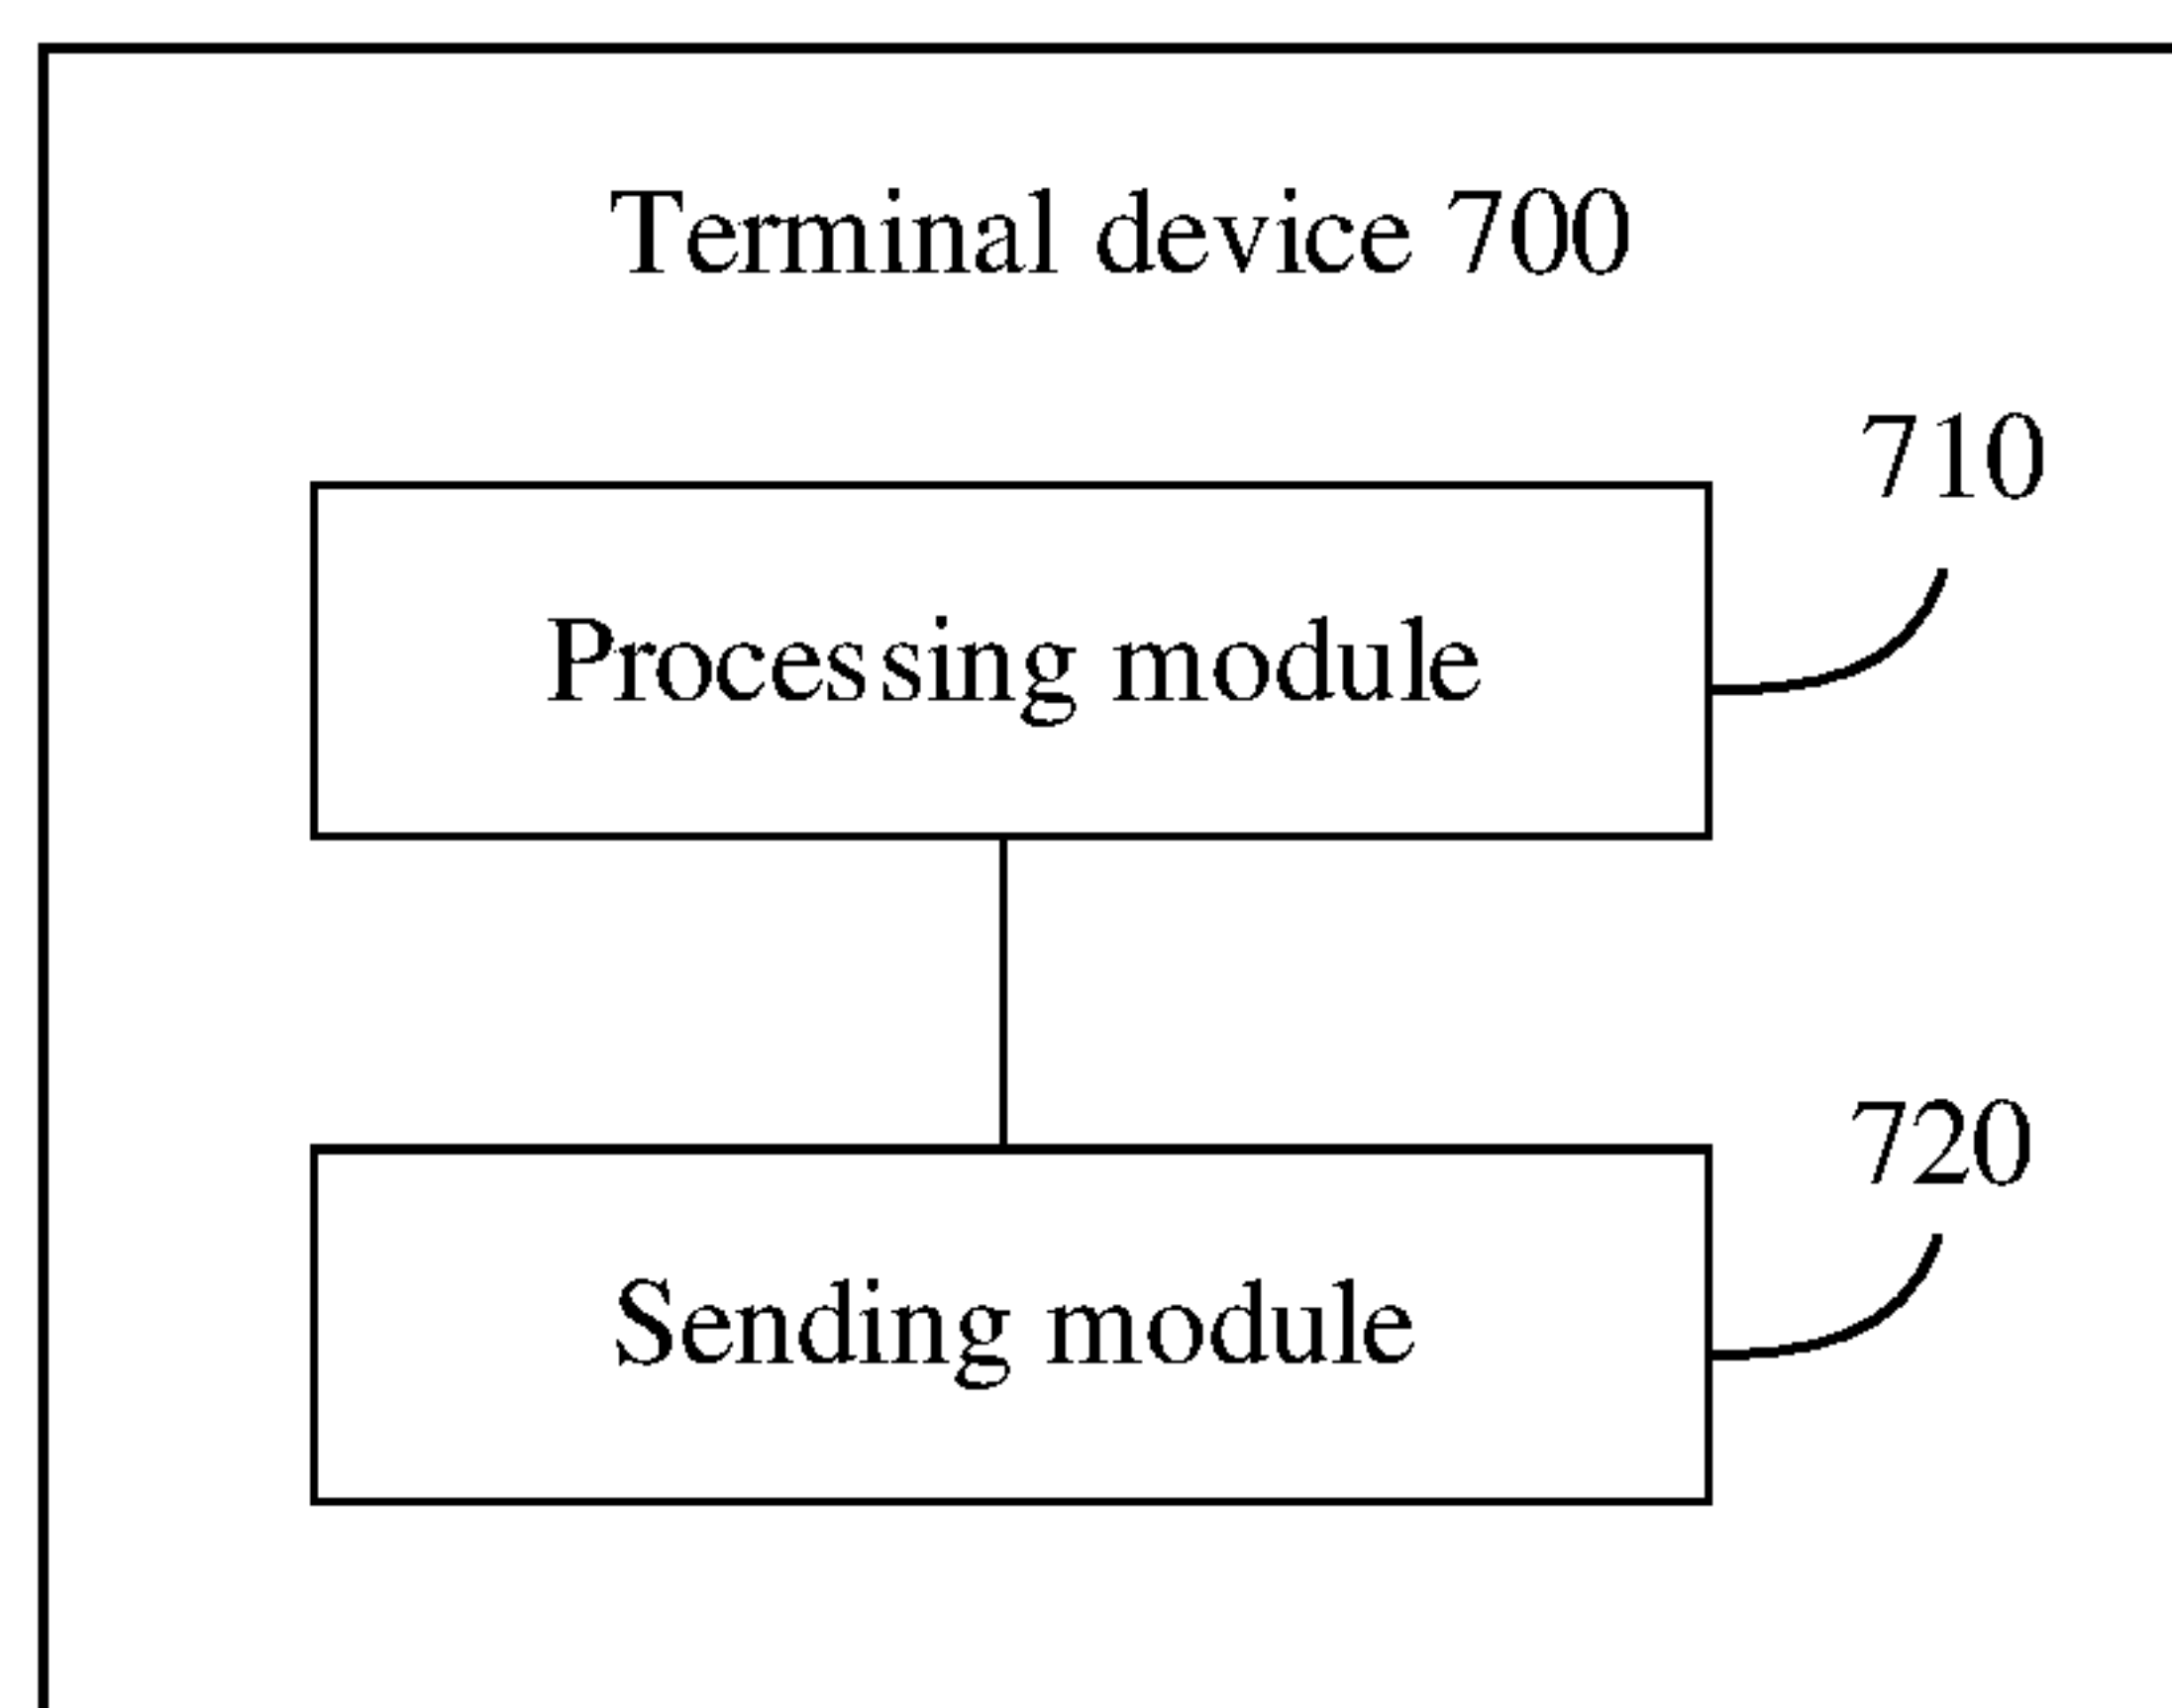 Terminal device 700
710
Processing module
720
Sending module